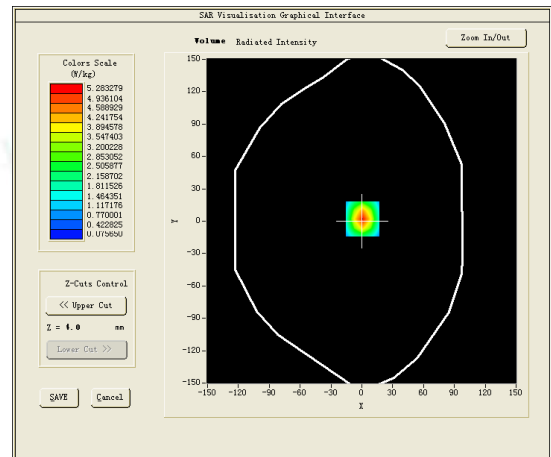 SAR Visualisation Graphical Interface
Volume Radiated Intensity
Zoom In/Out
Colors Scale
(W/kg)
5.283279
4.936104
4.588929
4.241754
3.894578
3.547403
3.200228
2.853052
2.505877
2.158702
1.811526
1.464351
1.117176
0.770001
0.422825
0.075650
Z-Cuts Control
<< Upper Cut
Z = 4.0 mm
Lower Cut >>
SAVE Cancel
150
120
90
60
30
0
-30
-60
-90
-120
-150
Y
-150 -120 -90 -60 -30 0 30 60 90 120 150
X